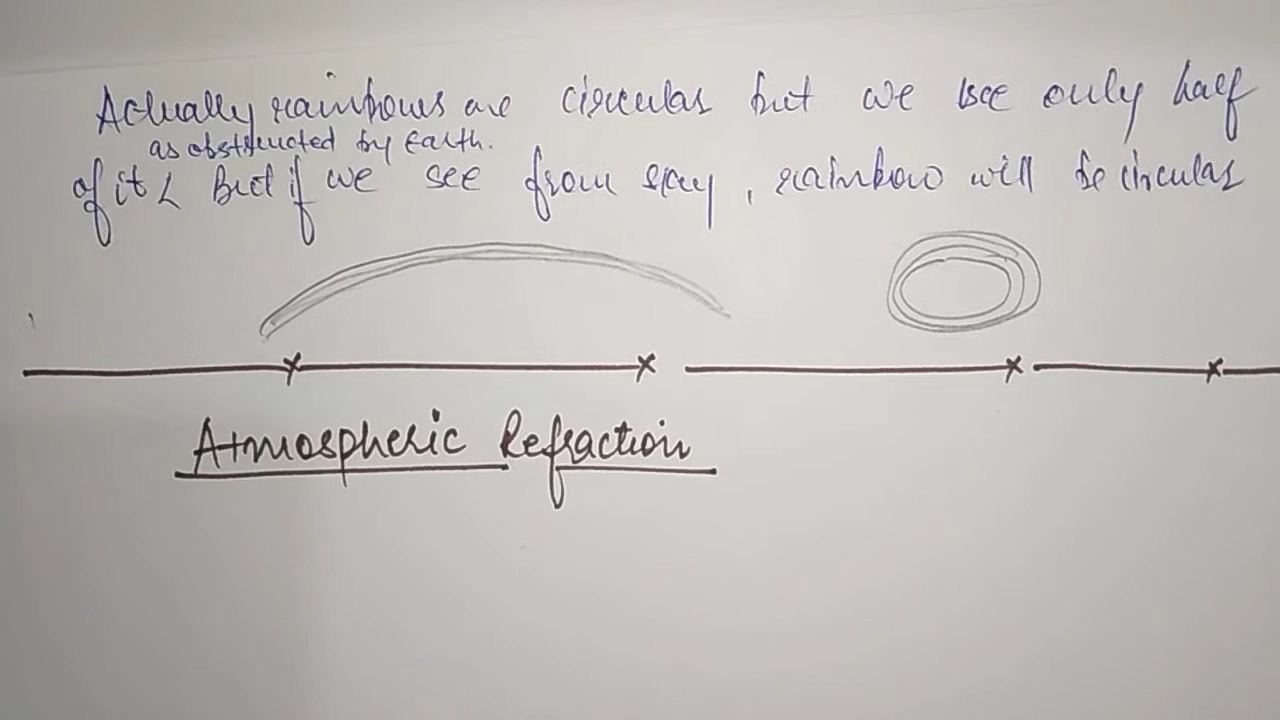 Actually rainbows are circular but we see only half
as obstructed by Earth.
of it. But if we see from sky, rainbow will be circular
Atmospheric Refraction